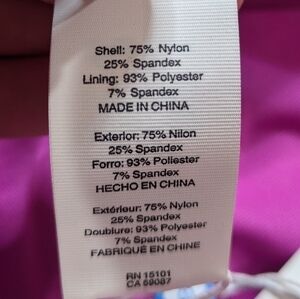 Shell: 75% Nylon
25% Spandex
Lining: 93% Polyester
7% Spandex
MADE IN CHINA
Exterior: 75% Nilon
25% Spandex
Forro: 93% Poliester
7% Spandex
HECHO EN CHINA
Extérieur: 75% Nylon
25% Spandex
Doublure: 93% Polyester
7% Spandex
FABRIQUÉ EN CHINE
RN 15101
CA 69087